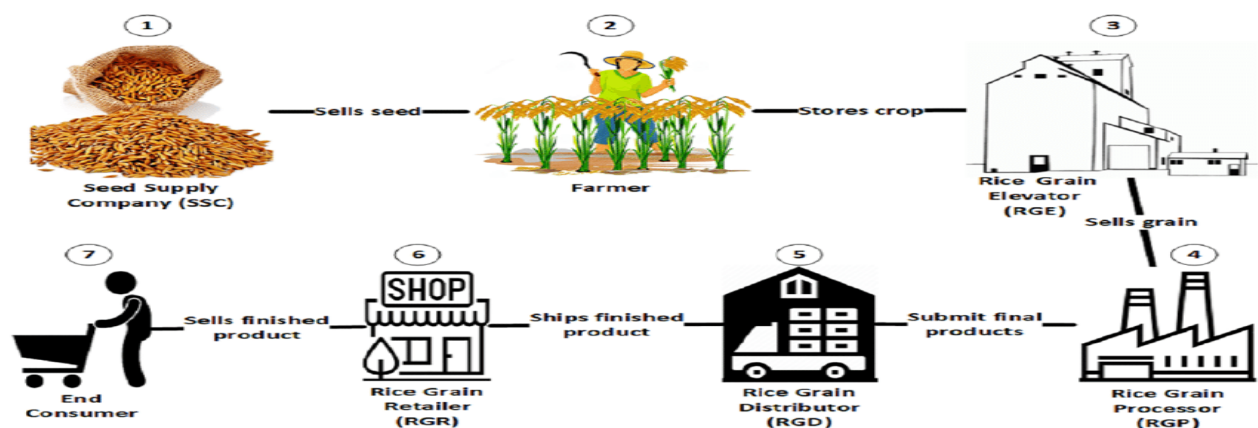 1
2
3
Sells seed
Stores crop
Seed Supply
Company (SSC)
Farmer
Rice Grain
Elevator
(RGE)
Sells grain
7
6
5
4
SHOP
Sells finished
product
Ships finished
product
Submit final
products
End
Consumer
Rice Grain
Retailer
(RGR)
Rice Grain
Distributor
(RGD)
Rice Grain
Processor
(RGP)